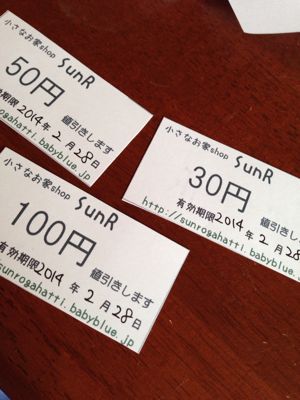 小さなお家shop SunR
50円
値引きします
効期限2014年 2月28日
babyblue.jp
小さなお家shop SunR
30円
値引きします
有効期限2014年 2月28
http://sunrogahatti.babyblue.
小さなお家shop SunR
100円
値引きします
有効期限2014年 2月28日
sunrogahatti.babyblue.jp